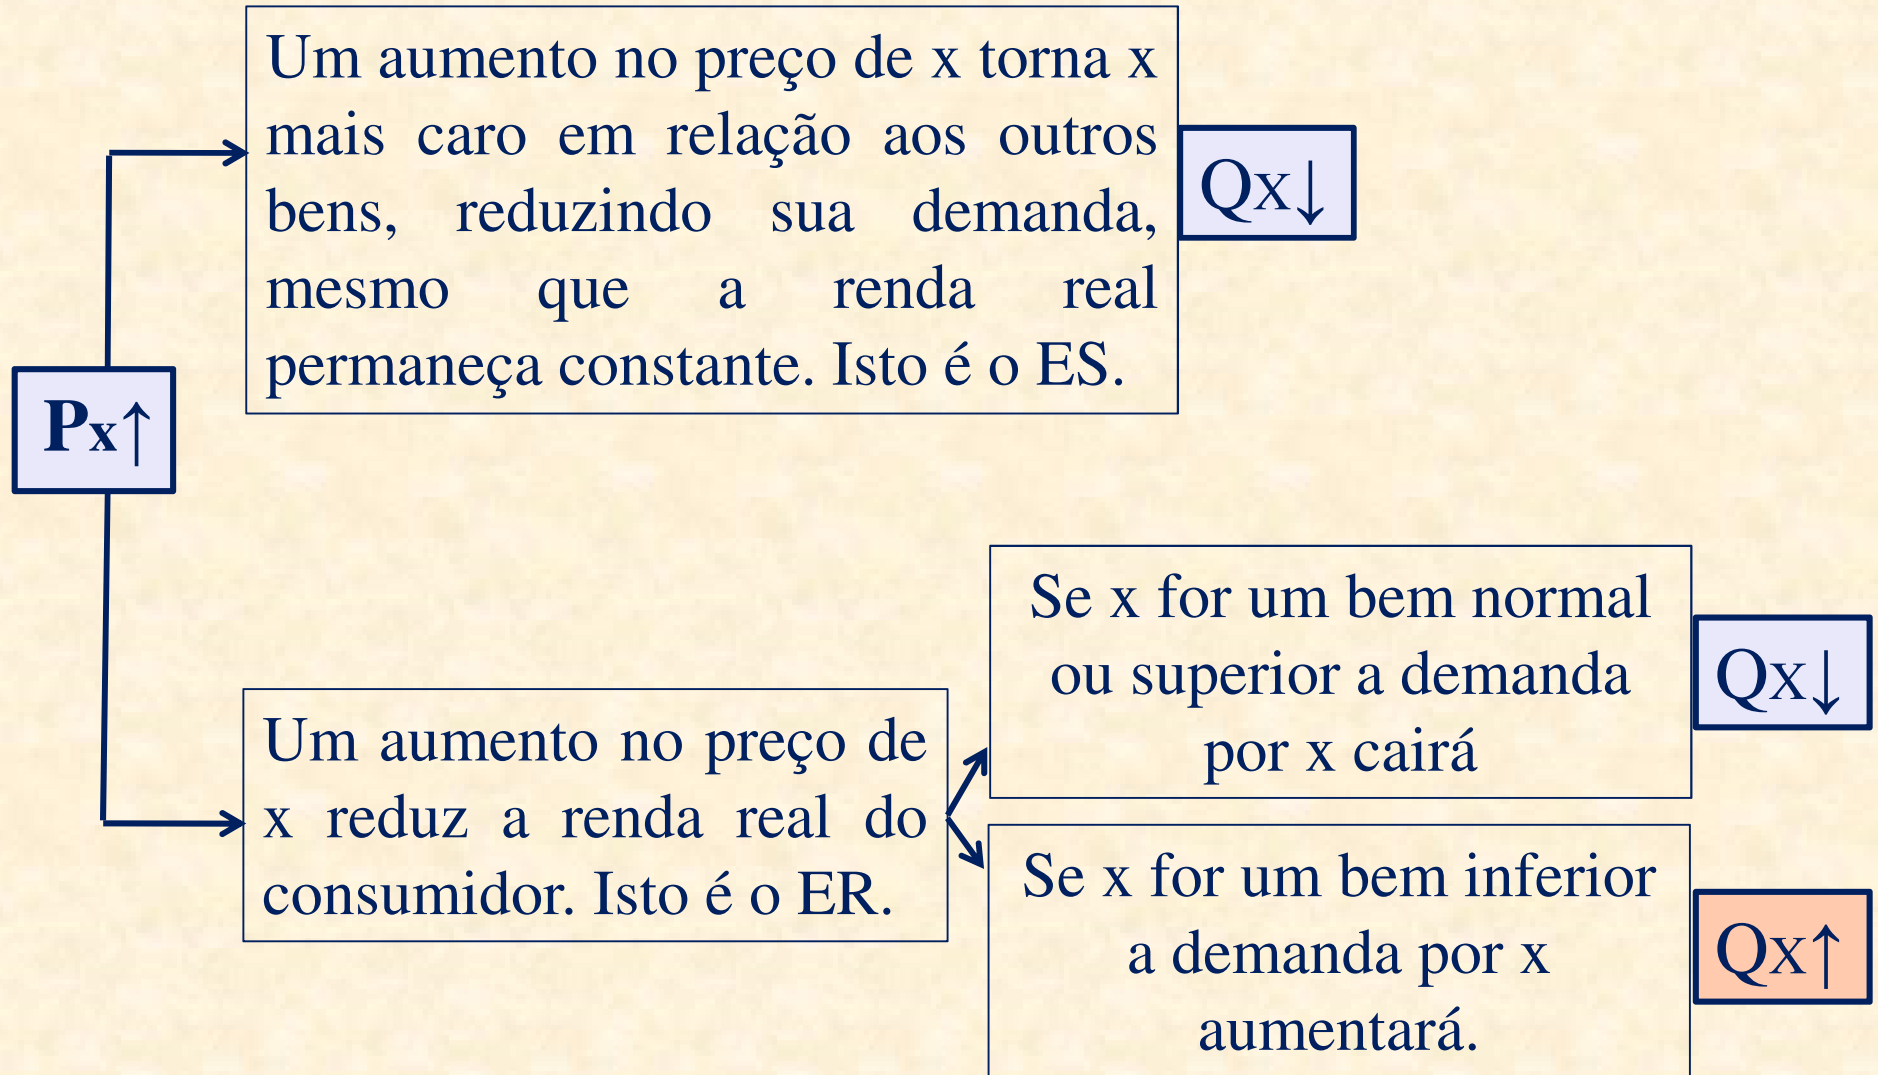 Um aumento no preço de x torna x
mais caro em relação aos outros
bens, reduzindo sua demanda,
mesmo que a renda real
permaneça constante. Isto é o ES.
Qx↓
Px↑
Um aumento no preço de
x reduz a renda real do
consumidor. Isto é o ER.
Se x for um bem normal
ou superior a demanda
por x cairá
Qx↓
Se x for um bem inferior
a demanda por x
aumentará.
Qx↑